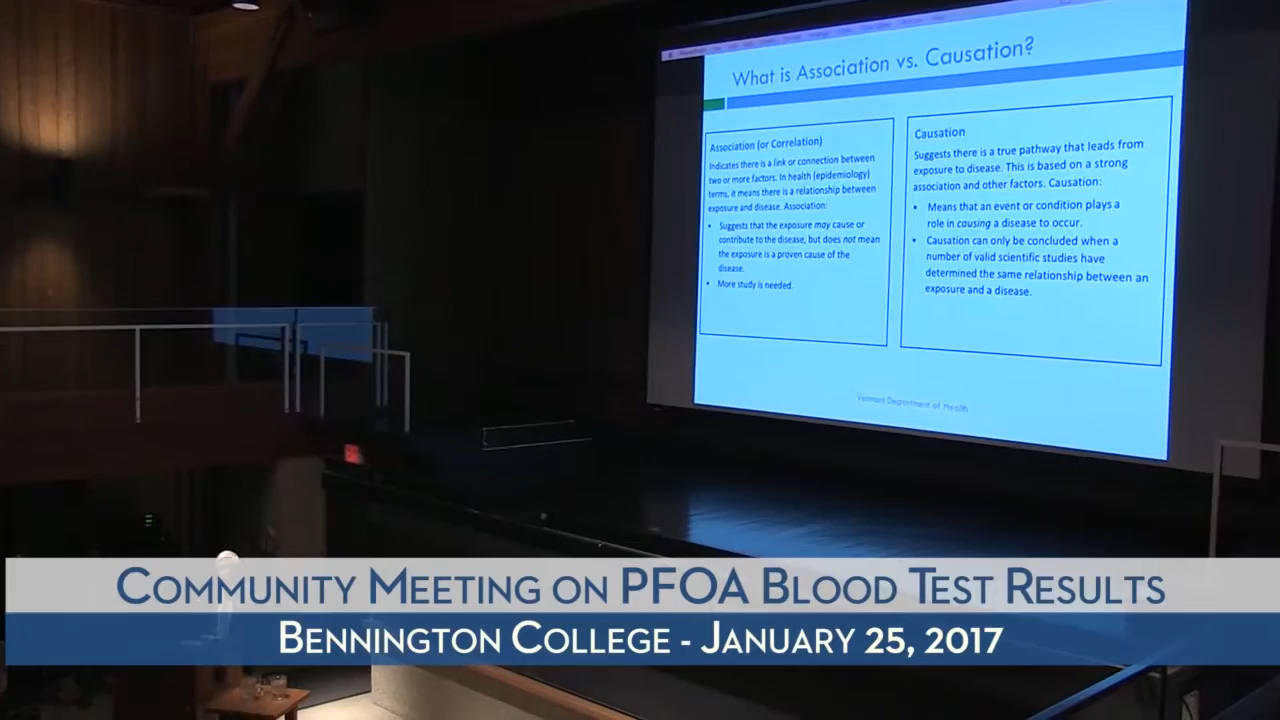 What is Association vs. Causation?
Association (or Correlation)
Indicates there is a link or connection between
two or more factors. In health (epidemiology)
terms, it means there is a relationship between
exposure and disease. Association:
• Suggests that the exposure may cause or
contribute to the disease, but does not mean
the exposure is a proven cause of the
disease.
• More study is needed.
Causation
Suggests there is a true pathway that leads from
exposure to disease. This is based on a strong
association and other factors. Causation:
• Means that an event or condition plays a
role in causing a disease to occur.
• Causation can only be concluded when a
number of valid scientific studies have
determined the same relationship between an
exposure and a disease.
Vermont Department of Health
COMMUNITY MEETING ON PFOA BLOOD TEST RESULTS
BENNINGTON COLLEGE - JANUARY 25, 2017